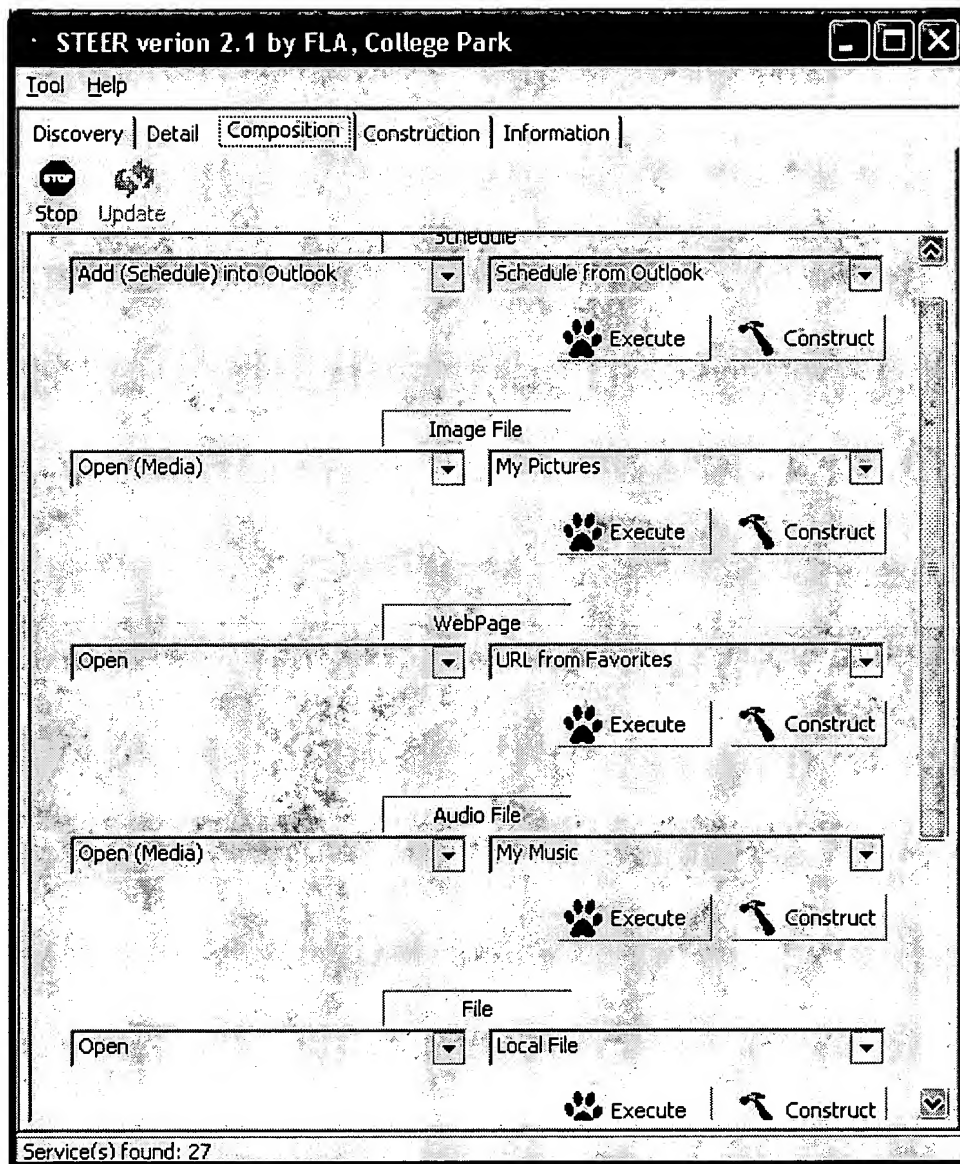 STEER verion 2.1 by FLA, College Park
Tool Help
Discovery Detail Composition Construction Information
STOP
Stop Update
Schedule
Add (Schedule) into Outlook Schedule from Outlook
Execute Construct
Image File
Open (Media) My Pictures
Execute Construct
WebPage
Open URL from Favorites
Execute Construct
Audio File
Open (Media) My Music
Execute Construct
File
Open Local File
Execute Construct
Service(s) found: 27